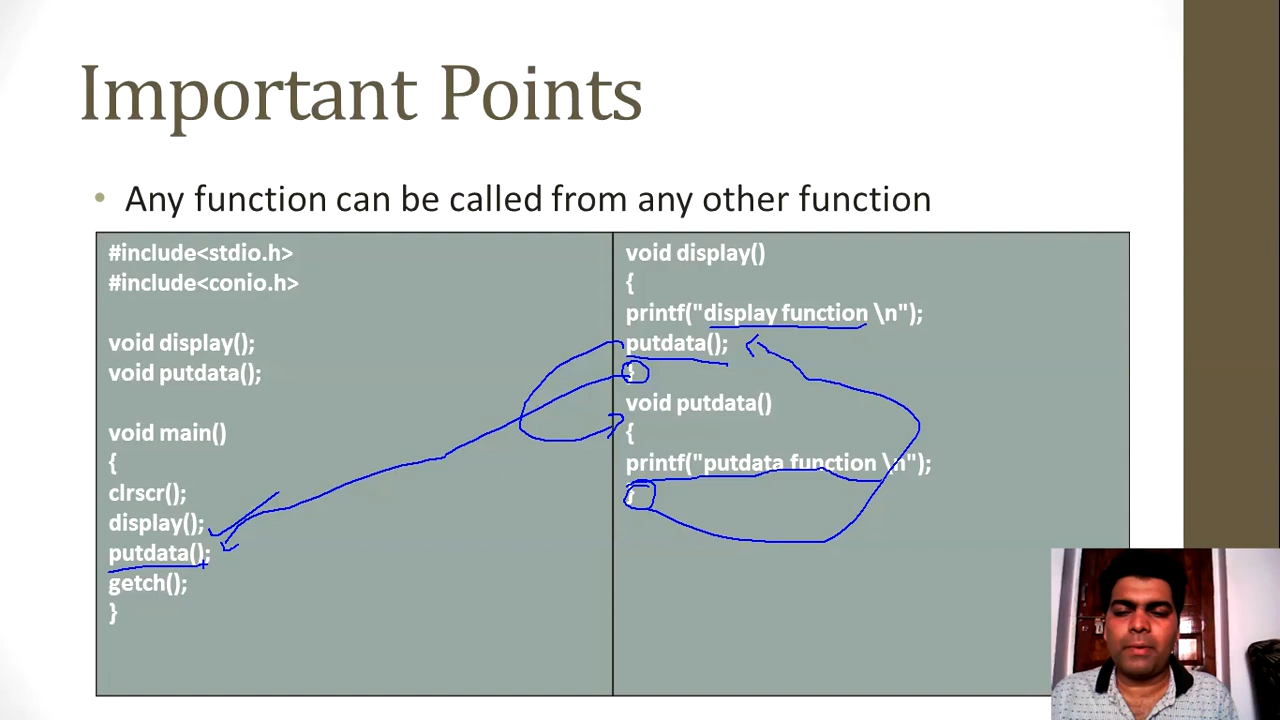 Important Points
• Any function can be called from any other function
#include<stdio.h>
#include<conio.h>
void display();
void putdata();
void main()
{
clrscr();
display();
putdata();
getch();
}
void display()
{
printf("display function \n");
putdata();
}
void putdata()
{
printf("putdata function \n");
}